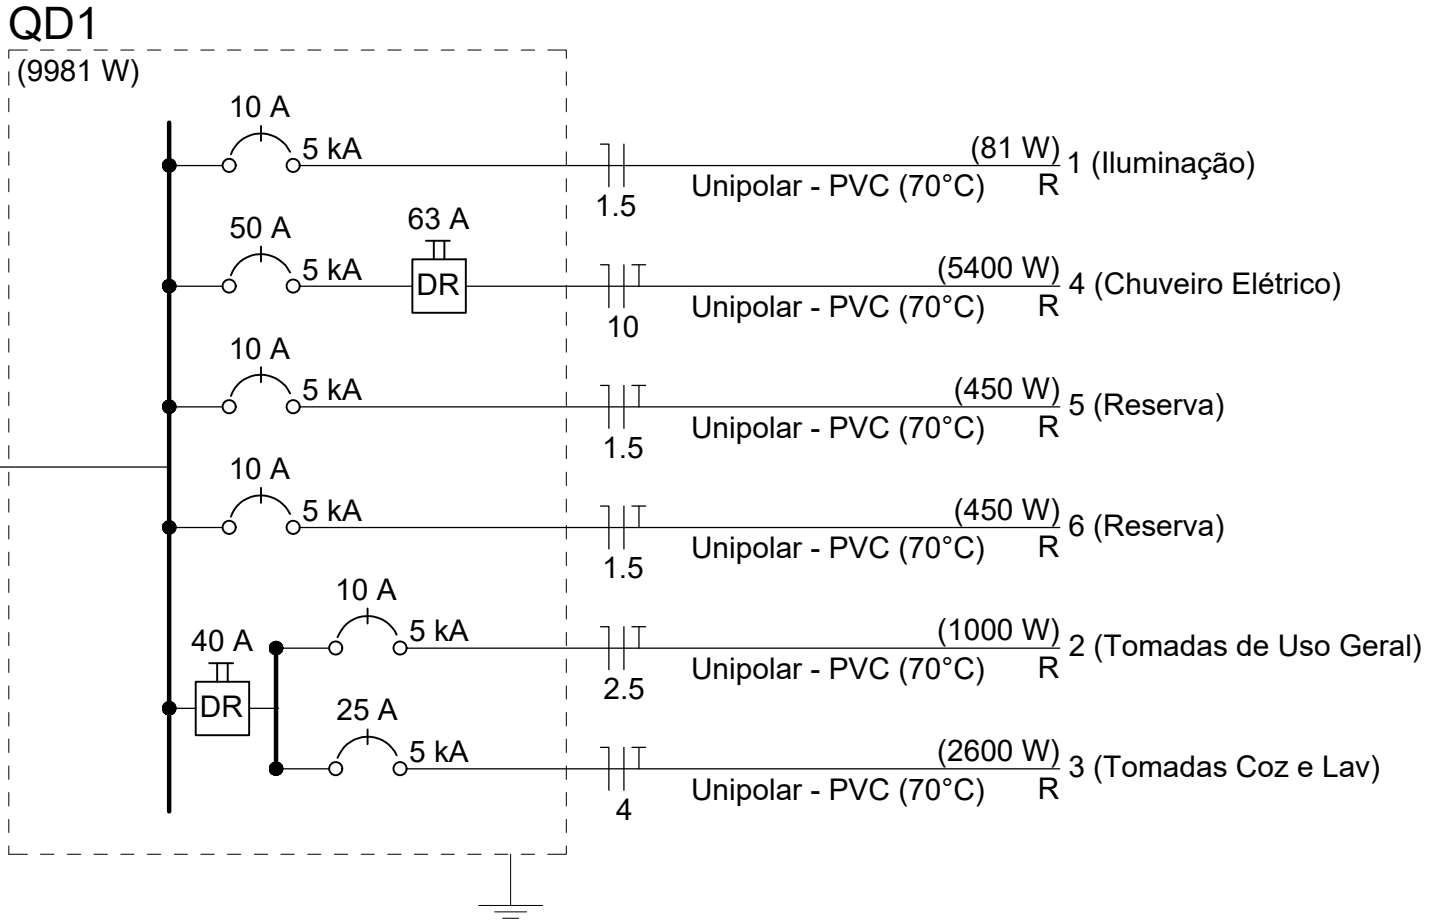 QD1
(9981 W)
10 A
5 kA
(81 W)
1 (Iluminação)
Unipolar - PVC (70°C)
R
1.5
50 A
5 kA
63 A
DR
(5400 W)
4 (Chuveiro Elétrico)
Unipolar - PVC (70°C)
R
10
10 A
5 kA
(450 W)
5 (Reserva)
Unipolar - PVC (70°C)
R
1.5
10 A
5 kA
(450 W)
6 (Reserva)
Unipolar - PVC (70°C)
R
1.5
40 A
DR
10 A
5 kA
(1000 W)
2 (Tomadas de Uso Geral)
Unipolar - PVC (70°C)
R
2.5
25 A
5 kA
(2600 W)
3 (Tomadas Coz e Lav)
Unipolar - PVC (70°C)
R
4